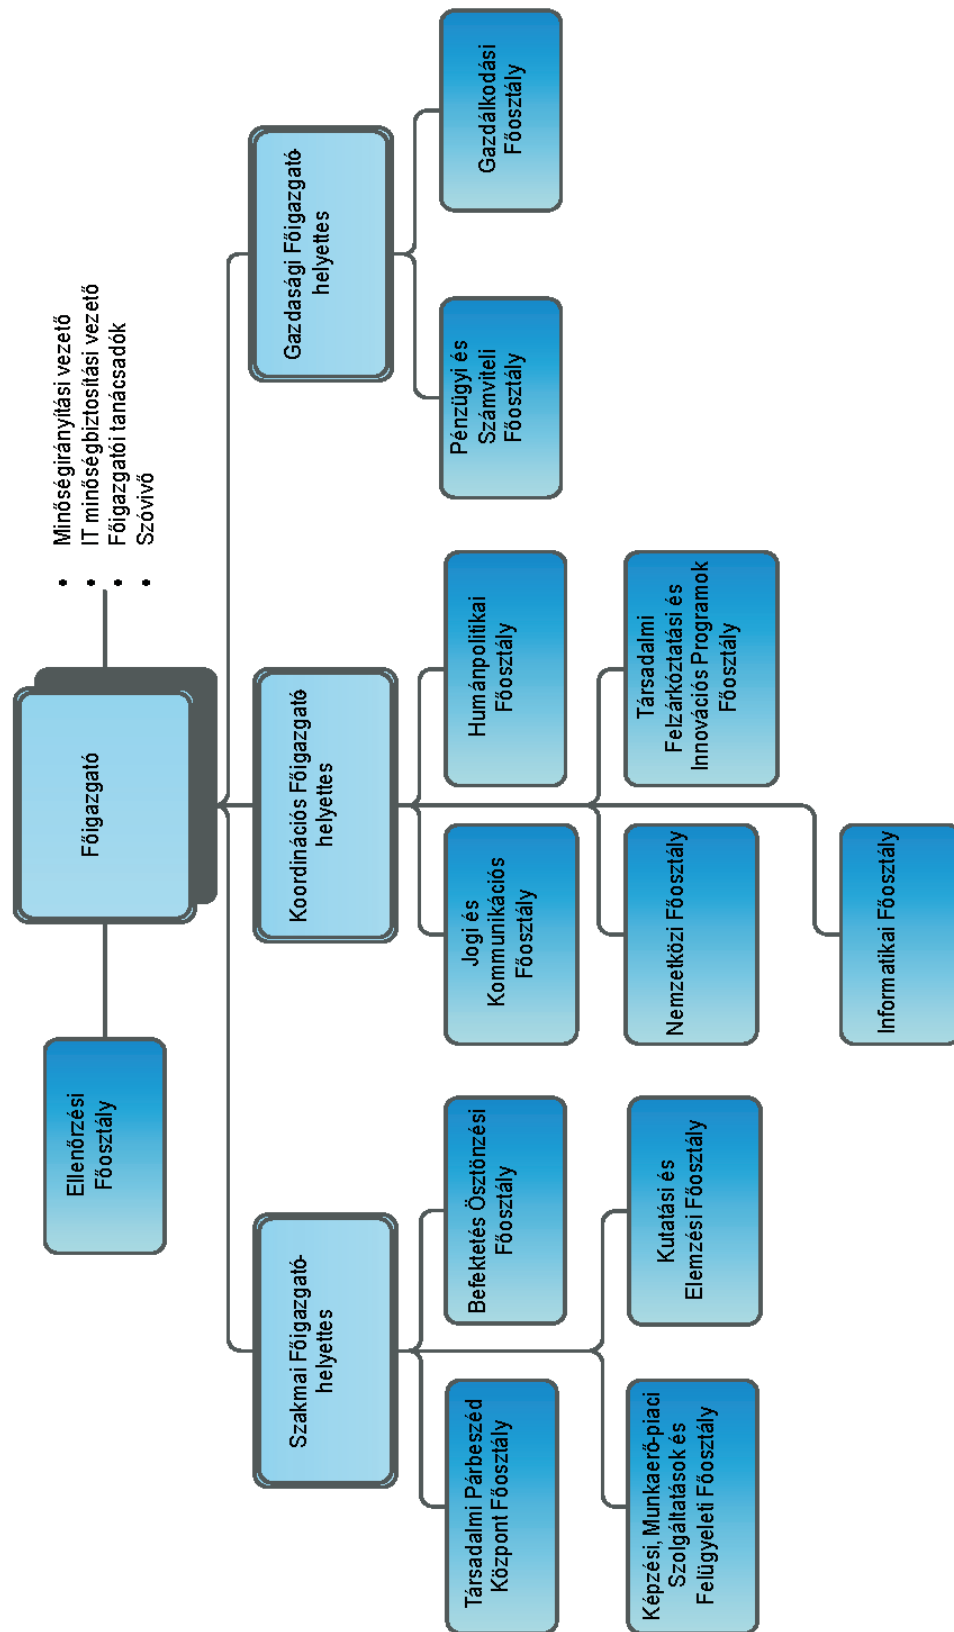 Ellenőrzési
Főosztály
Főigazgató
• Minőségirányítási vezető
• IT minőségbiztosítási vezető
• Főigazgatói tanácsadók
• Szóvivő
Szakmai Főigazgató-
helyettes
Koordinációs Főigazgató
helyettes
Gazdasági Főigazgató
helyettes
Társadalmi Párbeszéd
Központ Főosztály
Befektetés Ösztönzési
Főosztály
Jogi és
Kommunikációs
Főosztály
Humánpolitikai
Főosztály
Pénzügyi és
Számviteli
Főosztály
Gazdálkodási
Főosztály
Képzési, Munkaerő-piaci
Szolgáltatások és
Felügyeleti Főosztály
Kutatási és
Elemzési Főosztály
Nemzetközi Főosztály
Társadalmi
Felzárkóztatási és
Innovációs Programok
Főosztály
Informatikai Főosztály